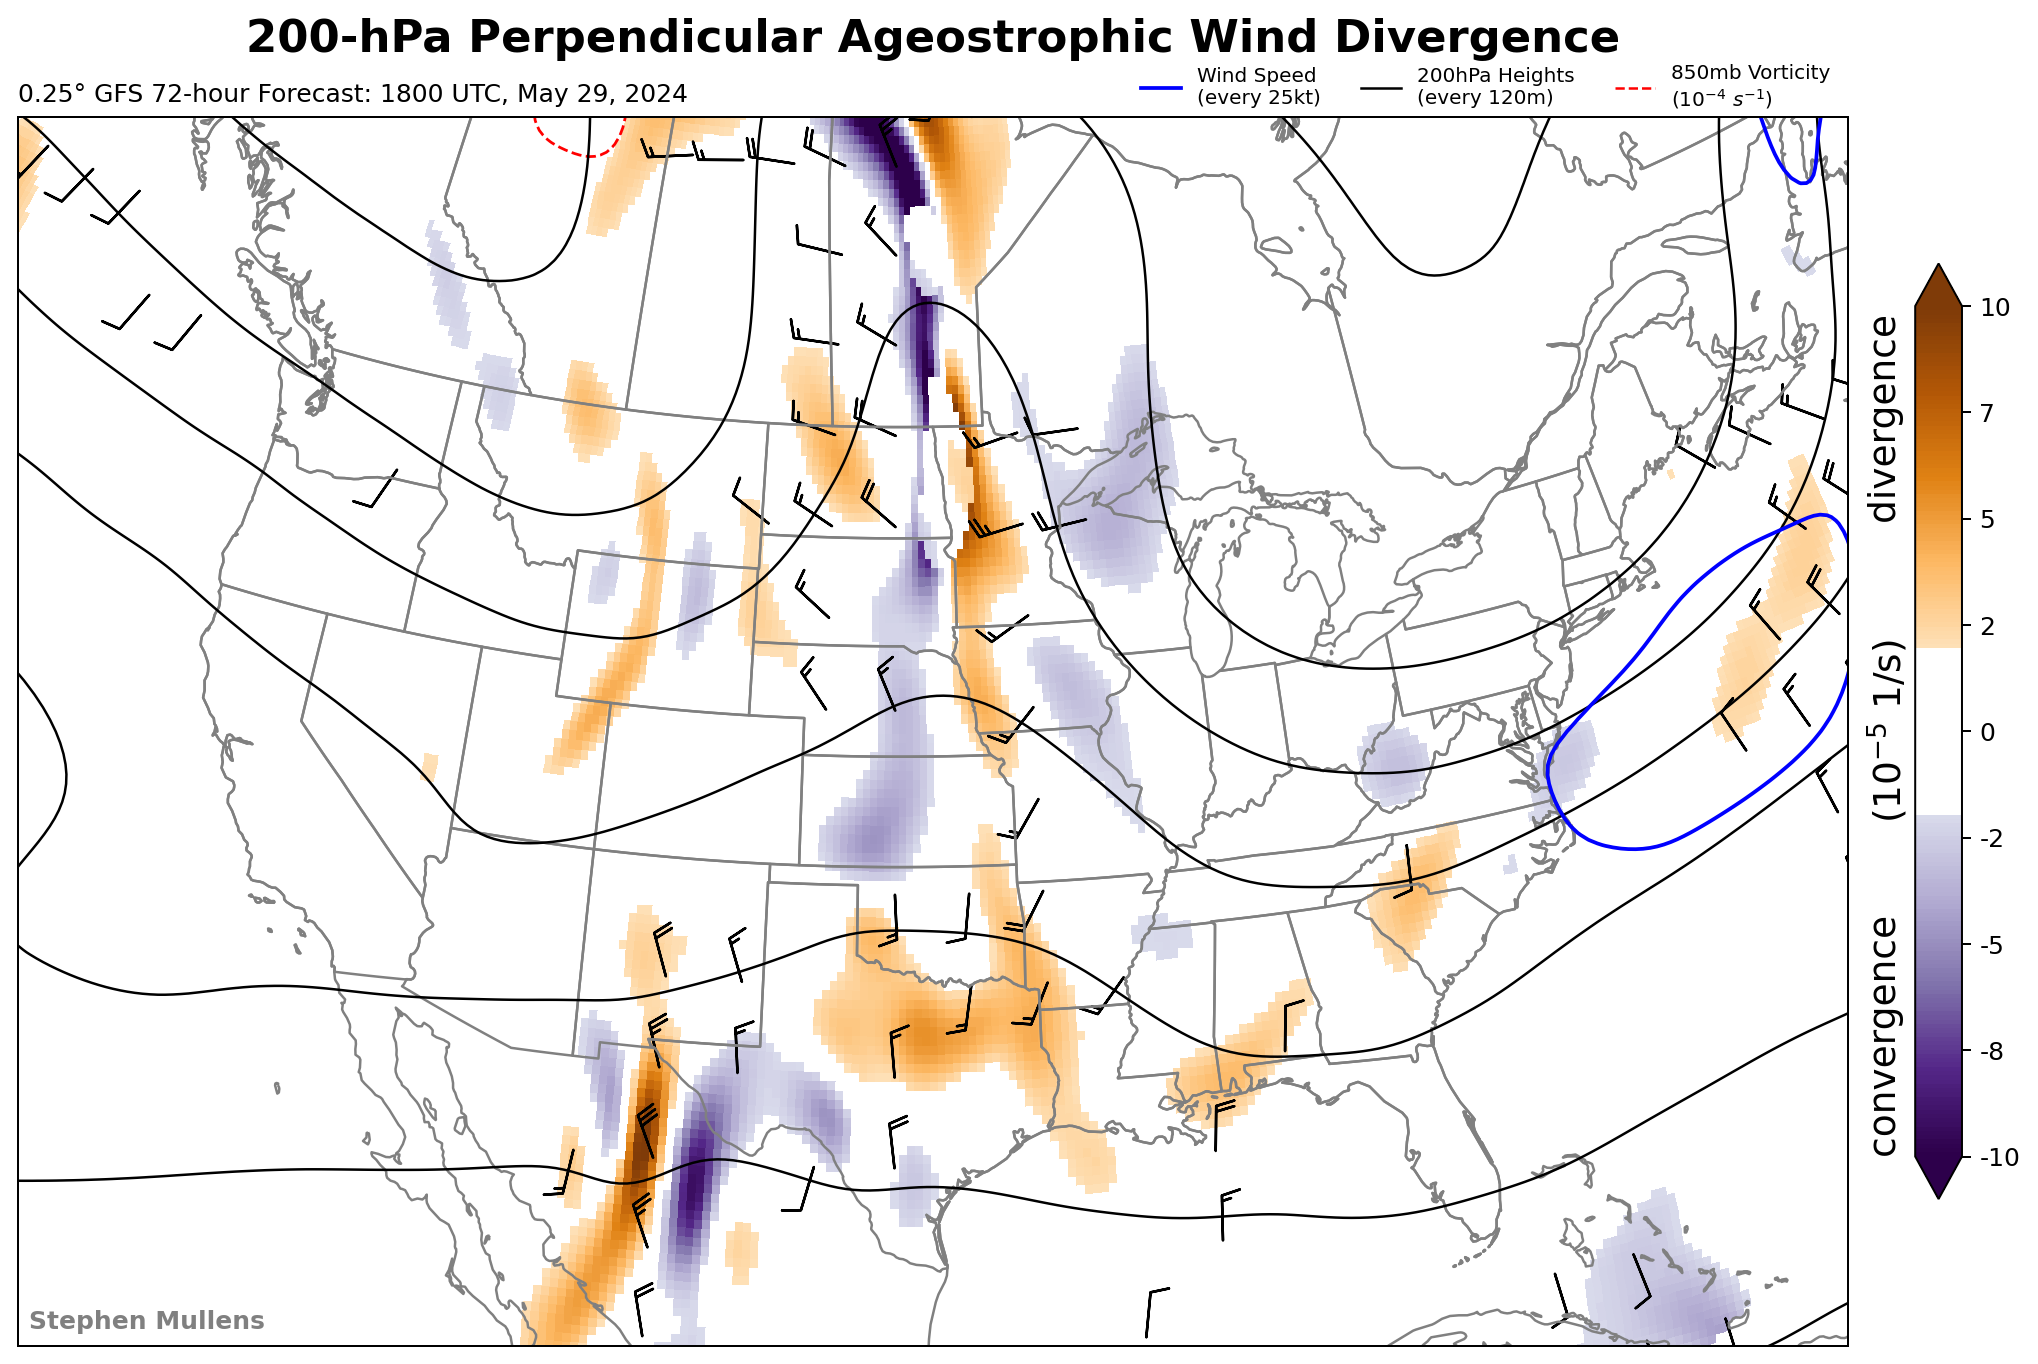 200-hPa Perpendicular Ageostrophic Wind Divergence
0.25° GFS 72-hour Forecast: 1800 UTC, May 29, 2024
Wind Speed
(every 25kt)
200hPa Heights
(every 120m)
850mb Vorticity
(10⁻⁴ s⁻¹)
10
7
5
2
0
-2
-5
-8
-10
convergence (10⁻⁵ 1/s) divergence
Stephen Mullens